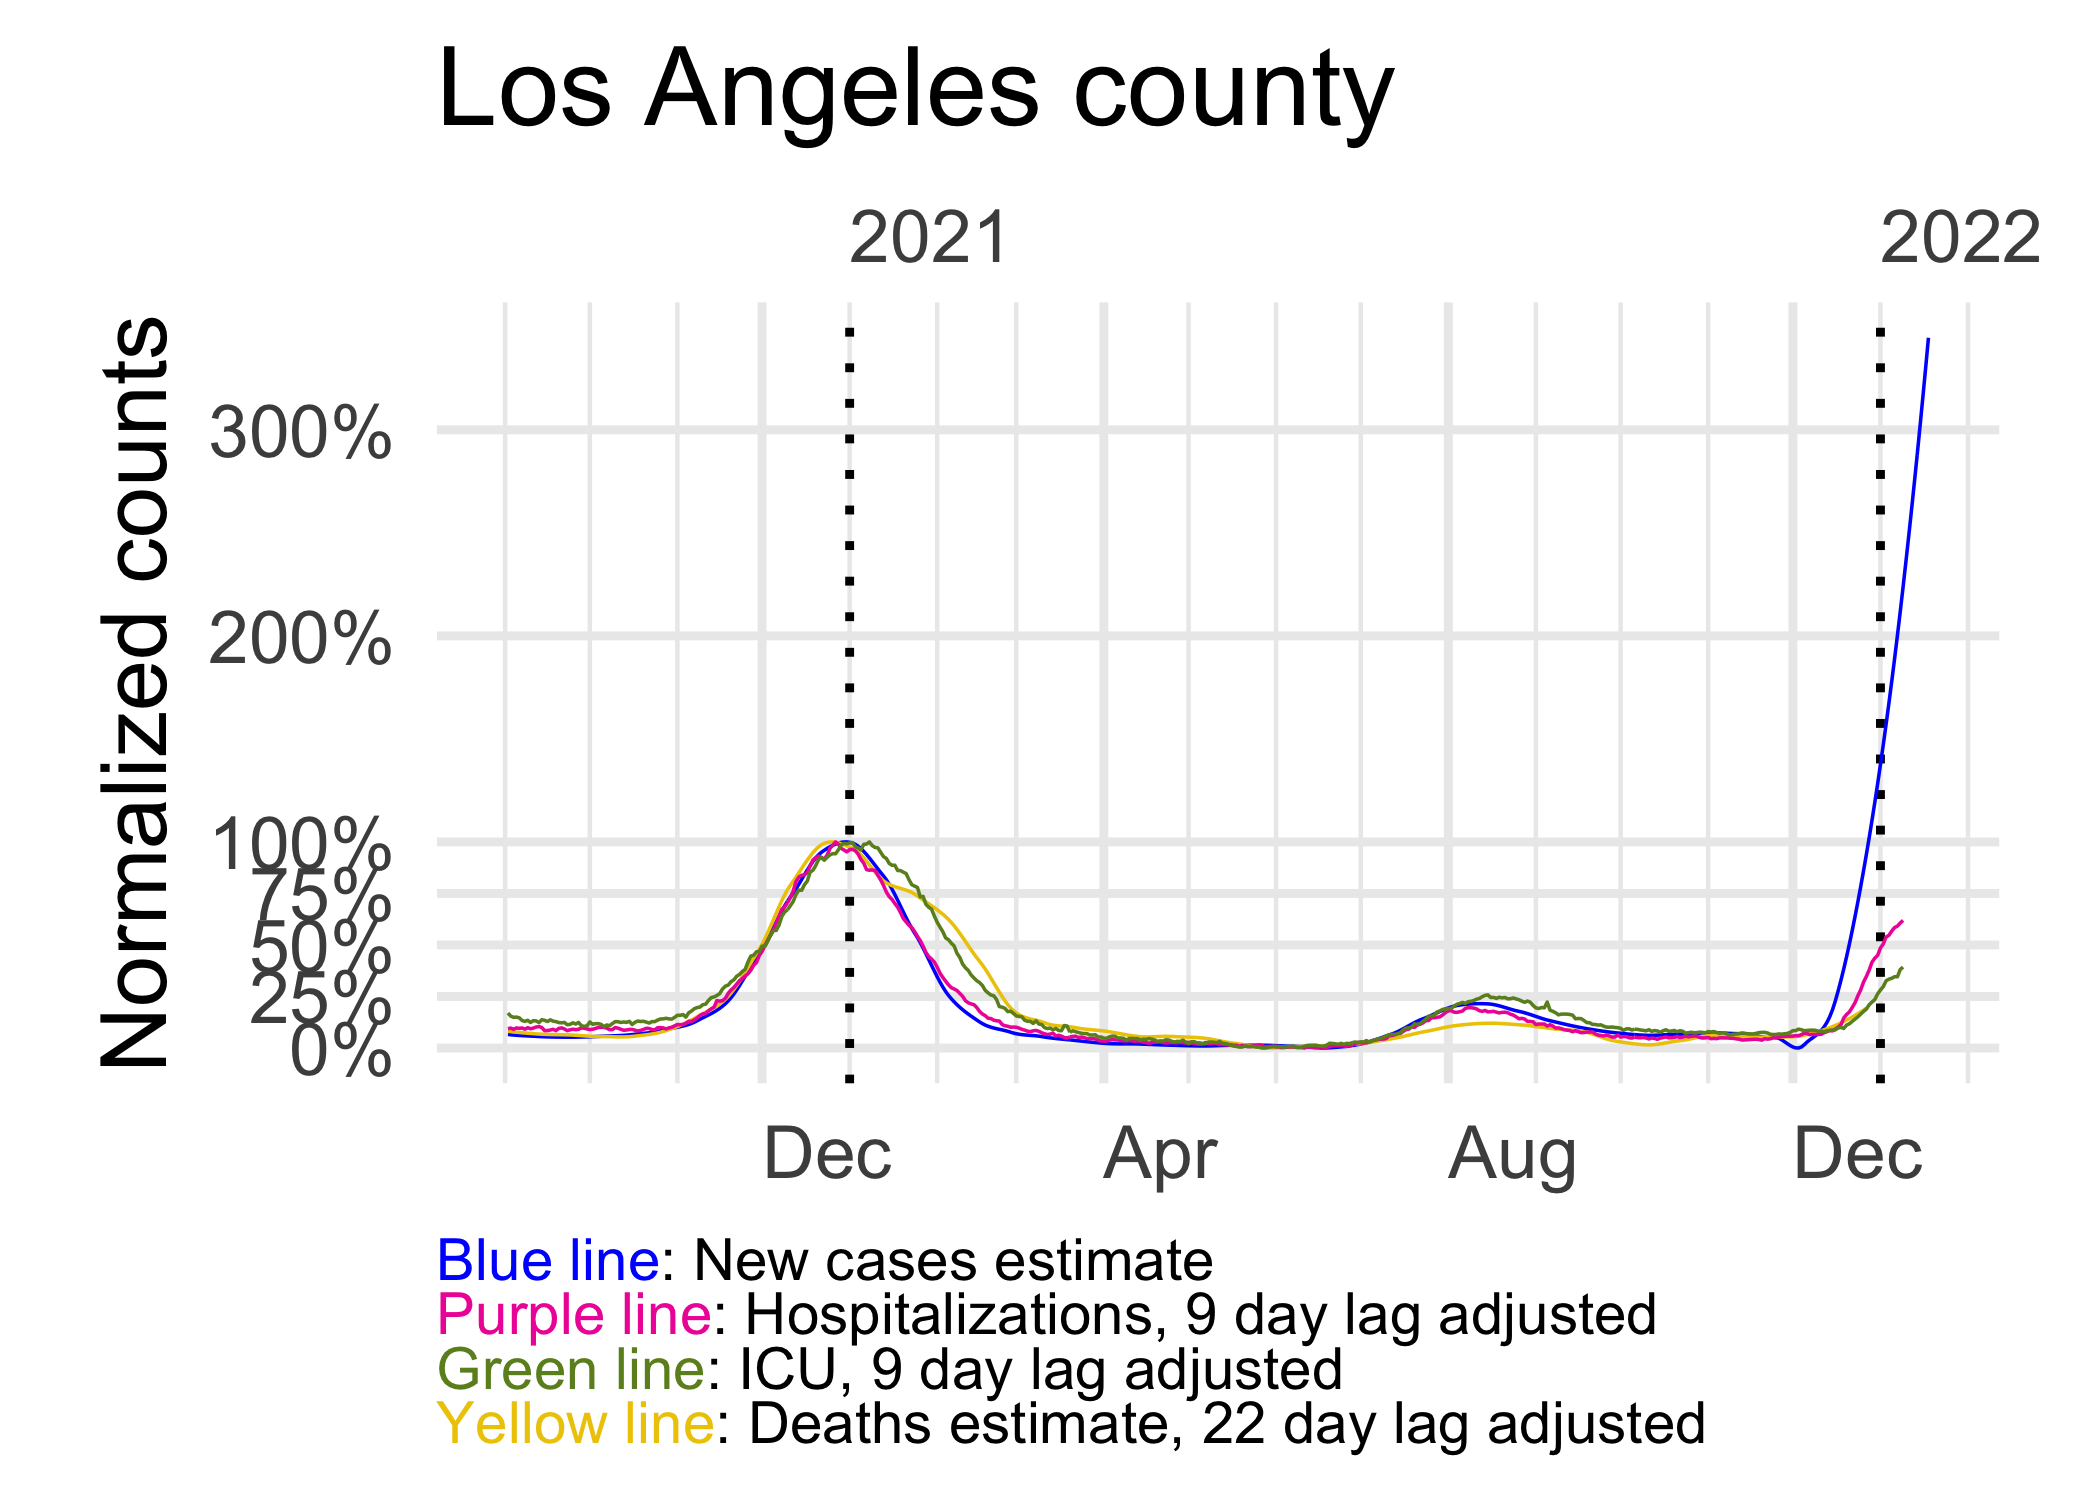 Los Angeles county
2021 2022
Normalized counts
300%
200%
100%
75%
50%
25%
0%
Dec Apr Aug Dec
Blue line: New cases estimate
Purple line: Hospitalizations, 9 day lag adjusted
Green line: ICU, 9 day lag adjusted
Yellow line: Deaths estimate, 22 day lag adjusted